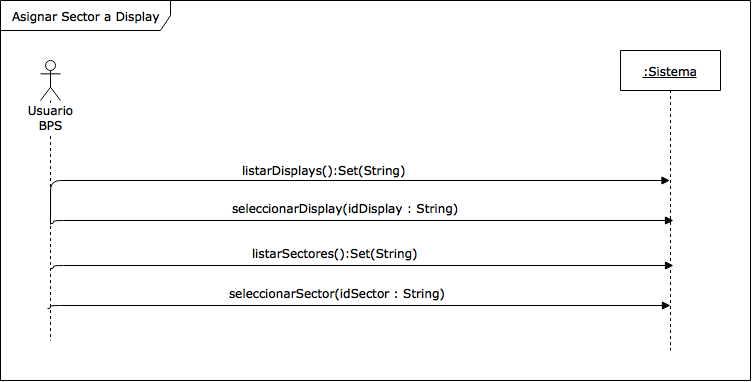 Asignar Sector a Display
:Sistema
Usuario
BPS
listarDisplays():Set(String)
seleccionarDisplay(idDisplay : String)
listarSectores():Set(String)
seleccionarSector(idSector : String)